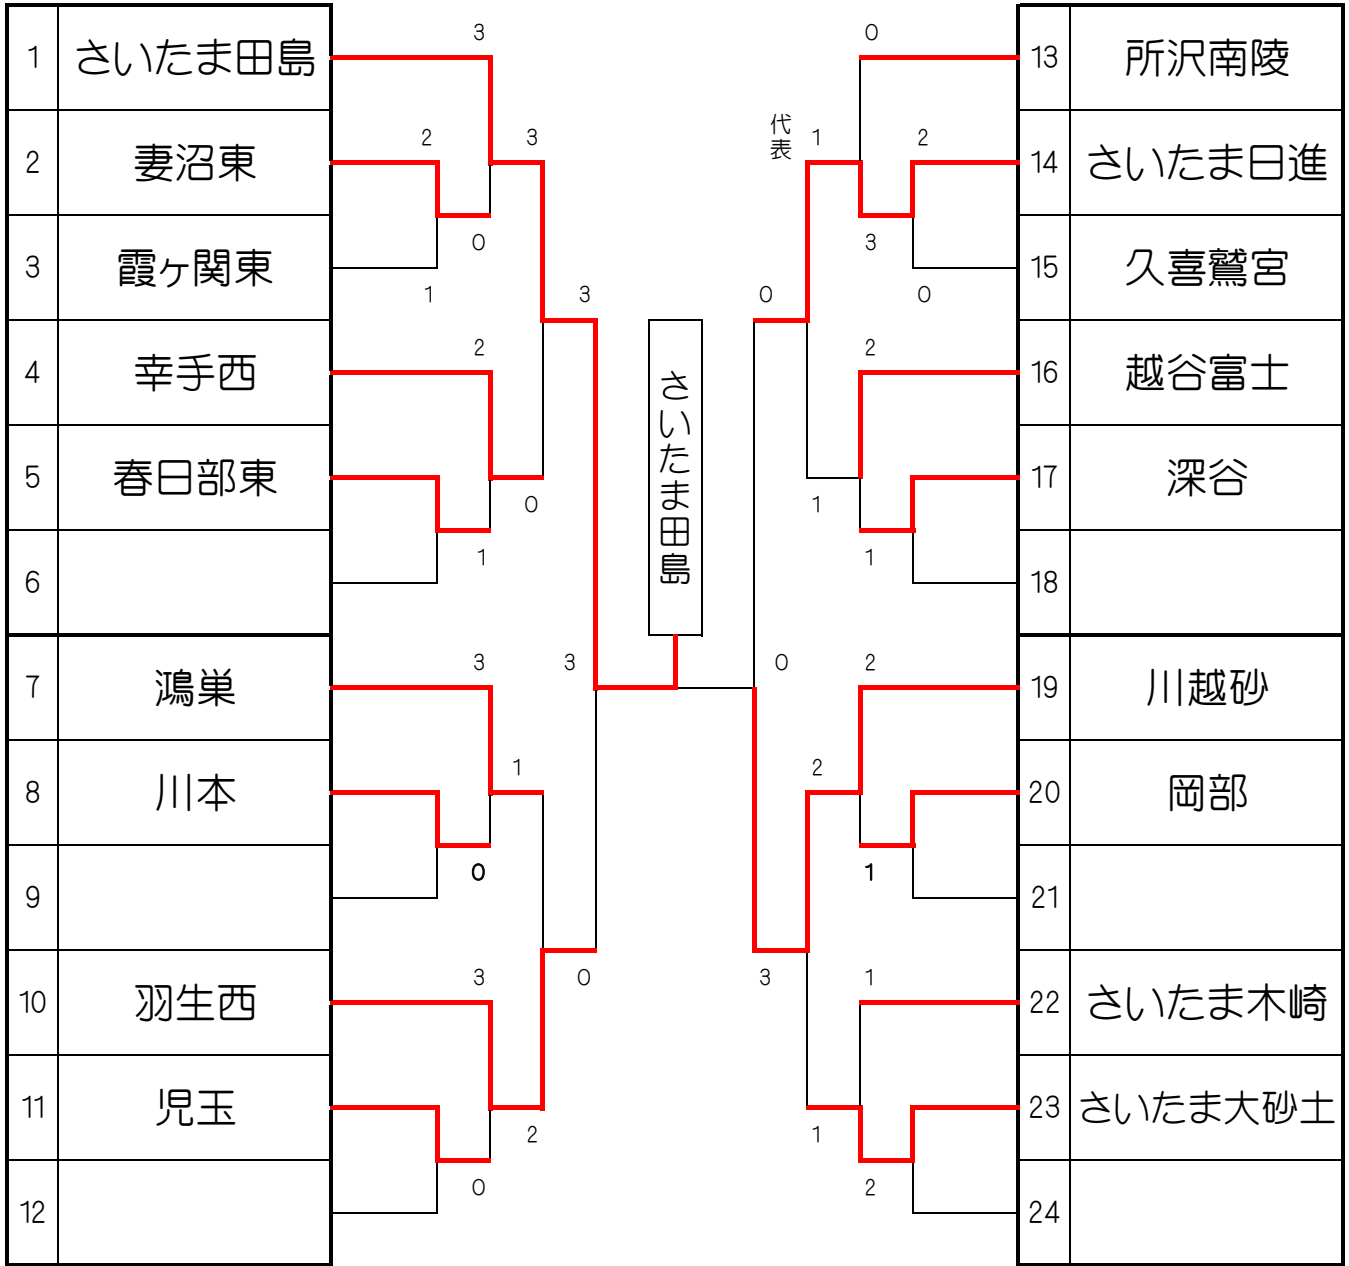 1 さいたま田島
2 妻沼東
3 霞ヶ関東
4 幸手西
5 春日部東
6
7 鴻巣
8 川本
9
10 羽生西
11 児玉
12
3
2
3
0
1
3
2
0
1
3
3
1
0
3
0
2
0
さいたま田島
0
代表
1
2
3
0
0
2
1
1
0
2
2
1
3
1
1
2
13 所沢南陵
14 さいたま日進
15 久喜鷲宮
16 越谷富士
17 深谷
18
19 川越砂
20 岡部
21
22 さいたま木崎
23 さいたま大砂土
24